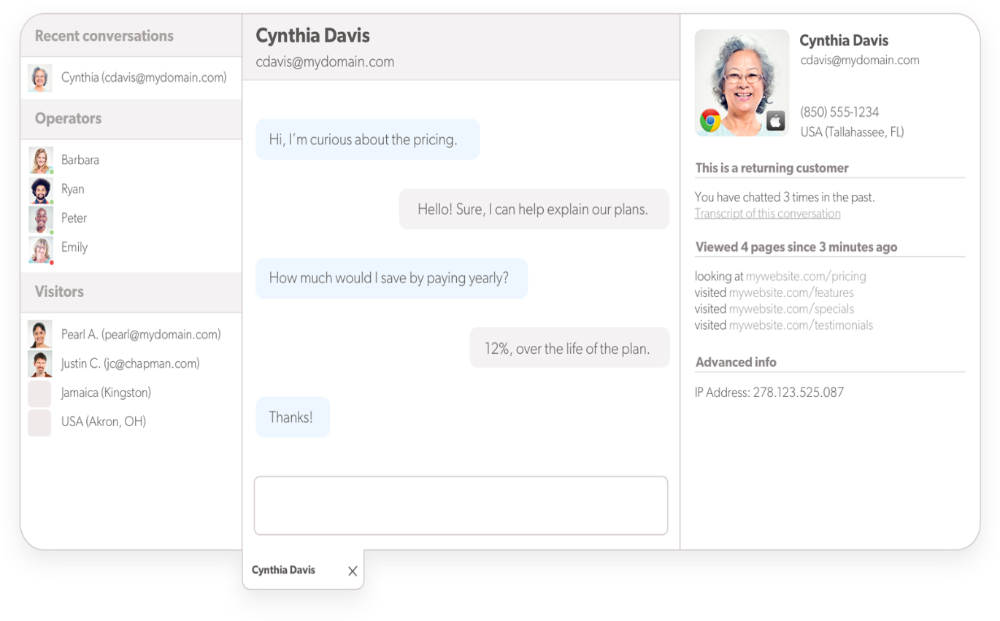 Recent conversations
Cynthia (cdavis@mydomain.com)
Operators
Barbara
Ryan
Peter
Emily
Visitors
Pearl A. (pearl@mydomain.com)
Justin C. (jc@chapman.com)
Jamaica (Kingston)
USA (Akron, OH)
Cynthia Davis
cdavis@mydomain.com
Hi, I’m curious about the pricing.
Hello! Sure, I can help explain our plans.
How much would I save by paying yearly?
12%, over the life of the plan.
Thanks!
Cynthia Davis
Cynthia Davis
cdavis@mydomain.com
(850) 555-1234
USA (Tallahassee, FL)
This is a returning customer
You have chatted 3 times in the past.
Transcript of this conversation
Viewed 4 pages since 3 minutes ago
looking at mywebsite.com/pricing
visited mywebsite.com/features
visited mywebsite.com/specials
visited mywebsite.com/testimonials
Advanced info
IP Address: 278.123.525.087